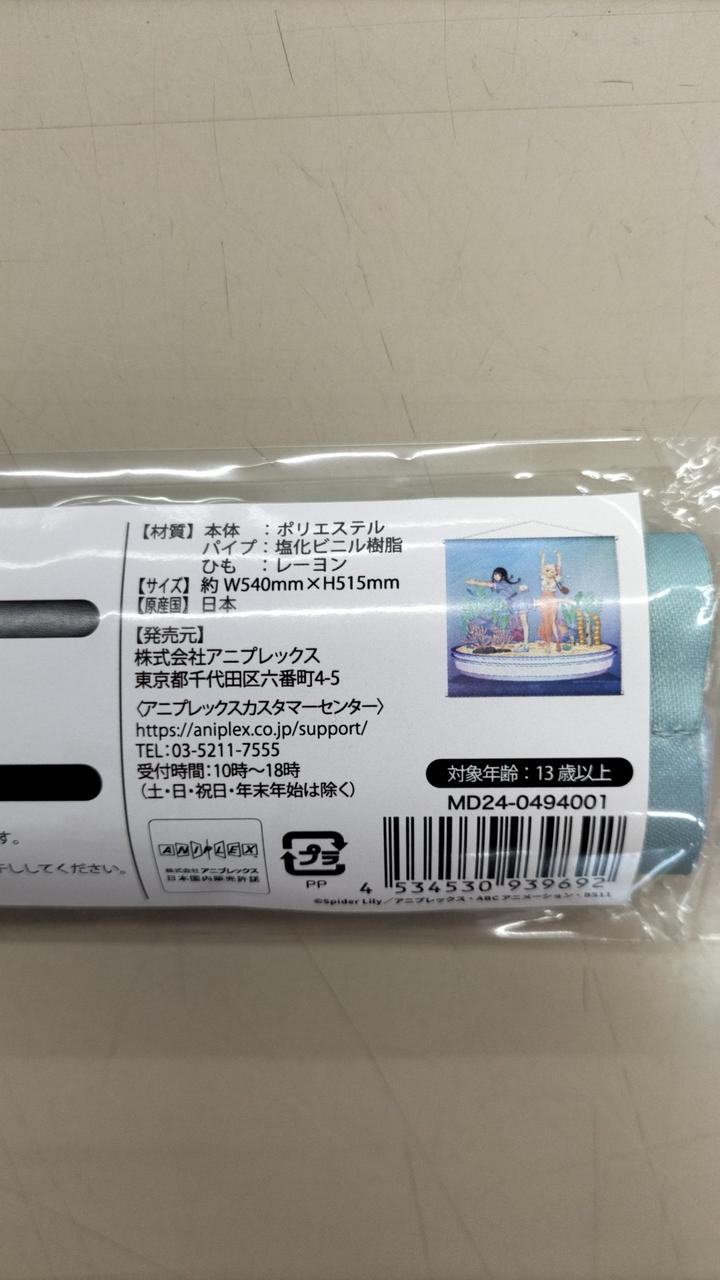 【材質】本体　：ポリエステル
パイプ：塩化ビニル樹脂
ひも　：レーヨン
【サイズ】約 W540mm×H515mm
【原産国】日本
【発売元】
株式会社アニプレックス
東京都千代田区六番町4-5
〈アニプレックスカスタマーセンター〉
https://aniplex.co.jp/support/
TEL：03-5211-7555
受付時間：10時〜18時
（土・日・祝日・年末年始は除く）
ANIPLEX
株式会社 アニプレックス
日本国内販売許諾
プラ
PP
対象年齢：13歳以上
MD24-0494001
4 534530 939692
©Spider Lily／アニプレックス・ABCアニメーション・BS11
す。
してください。